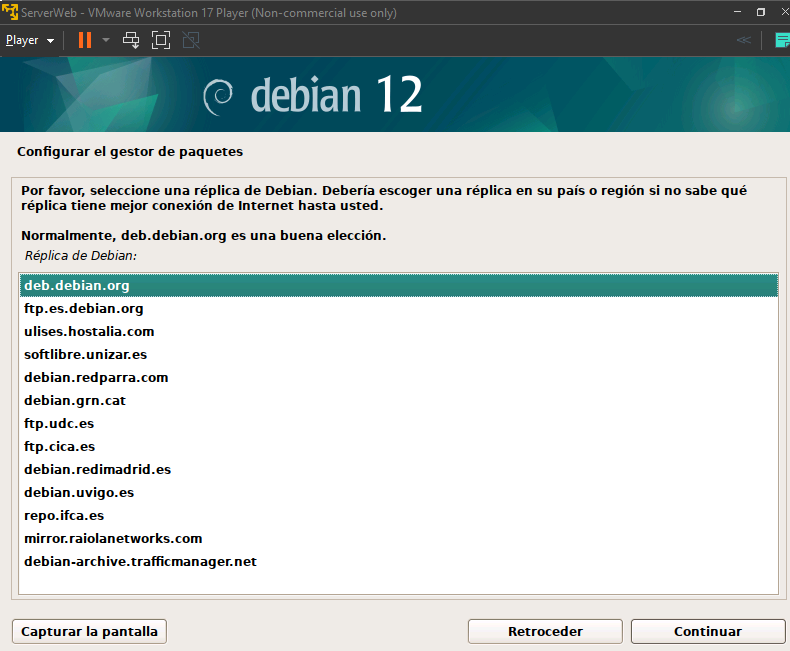 ServerWeb - VMware Workstation 17 Player (Non-commercial use only)
Player
debian 12
Configurar el gestor de paquetes
Por favor, seleccione una réplica de Debian. Debería escoger una réplica en su país o región si no sabe qué
réplica tiene mejor conexión de Internet hasta usted.
Normalmente, deb.debian.org es una buena elección.
Réplica de Debian:
deb.debian.org
ftp.es.debian.org
ulises.hostalia.com
softlibre.unizar.es
debian.redparra.com
debian.grn.cat
ftp.udc.es
ftp.cica.es
debian.redimadrid.es
debian.uvigo.es
repo.ifca.es
mirror.raiolanetworks.com
debian-archive.trafficmanager.net
Capturar la pantalla
Retroceder
Continuar